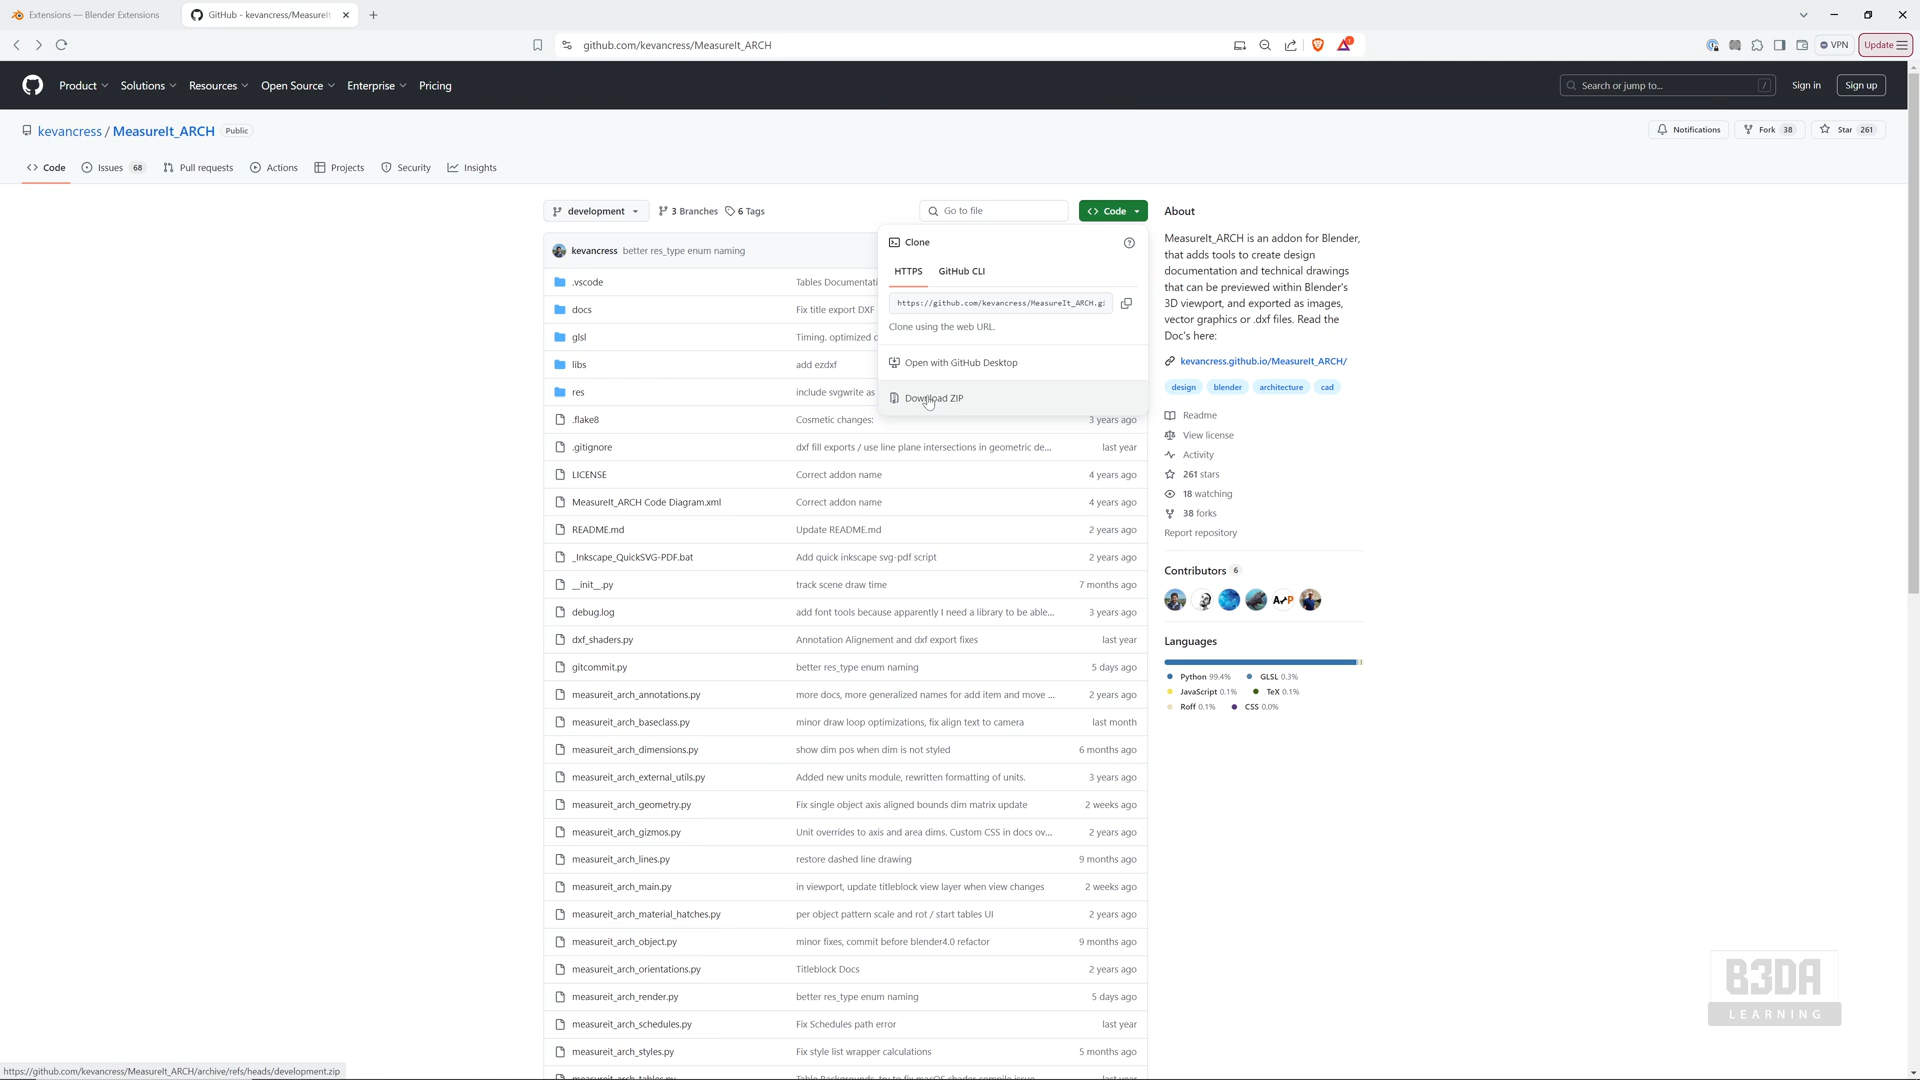 Extensions — Blender Extensions
GitHub - kevancress/MeasureIt
github.com/kevancress/MeasureIt_ARCH
VPN
Update
Product
Solutions
Resources
Open Source
Enterprise
Pricing
Search or jump to...
/
Sign in
Sign up
kevancress / MeasureIt_ARCH Public
Notifications
Fork 38
Star 261
Code
Issues 68
Pull requests
Actions
Projects
Security
Insights
development
3 Branches
6 Tags
Go to file
Code
kevancress better res_type enum naming
.vscode Tables Documentati
docs Fix title export DXF
glsl Timing. optimized c
libs add ezdxf
res include svgwrite as
Clone
HTTPS
GitHub CLI
https://github.com/kevancress/MeasureIt_ARCH.gi
Clone using the web URL.
Open with GitHub Desktop
Download ZIP
.flake8 Cosmetic changes: 3 years ago
.gitignore dxf fill exports / use line plane intersections in geometric de... last year
LICENSE Correct addon name 4 years ago
MeasureIt_ARCH Code Diagram.xml Correct addon name 4 years ago
README.md Update README.md 2 years ago
_Inkscape_QuickSVG-PDF.bat Add quick inkscape svg-pdf script 2 years ago
__init__.py track scene draw time 7 months ago
debug.log add font tools because apparently I need a library to be able... 3 years ago
dxf_shaders.py Annotation Alignement and dxf export fixes last year
gitcommit.py better res_type enum naming 5 days ago
measureit_arch_annotations.py more docs, more generalized names for add item and move ... 2 years ago
measureit_arch_baseclass.py minor draw loop optimizations, fix align text to camera last month
measureit_arch_dimensions.py show dim pos when dim is not styled 6 months ago
measureit_arch_external_utils.py Added new units module, rewritten formatting of units. 3 years ago
measureit_arch_geometry.py Fix single object axis aligned bounds dim matrix update 2 weeks ago
measureit_arch_gizmos.py Unit overrides to axis and area dims. Custom CSS in docs ov... 2 years ago
measureit_arch_lines.py restore dashed line drawing 9 months ago
measureit_arch_main.py in viewport, update titleblock view layer when view changes 2 weeks ago
measureit_arch_material_hatches.py per object pattern scale and rot / start tables UI 2 years ago
measureit_arch_object.py minor fixes, commit before blender4.0 refactor 9 months ago
measureit_arch_orientations.py Titleblock Docs 2 years ago
measureit_arch_render.py better res_type enum naming 5 days ago
measureit_arch_schedules.py Fix Schedules path error last year
measureit_arch_styles.py Fix style list wrapper calculations 5 months ago
About
MeasureIt_ARCH is an addon for Blender,
that adds tools to create design
documentation and technical drawings
that can be previewed within Blender's
3D viewport, and exported as images,
vector graphics or .dxf files. Read the
Doc's here:
kevancress.github.io/MeasureIt_ARCH/
design blender architecture cad
Readme
View license
Activity
261 stars
18 watching
38 forks
Report repository
Contributors 6
Languages
Python 99.4% GLSL 0.3%
JavaScript 0.1% TeX 0.1%
Roff 0.1% CSS 0.0%
B3DA
LEARNING
https://github.com/kevancress/MeasureIt_ARCH/archive/refs/heads/development.zip